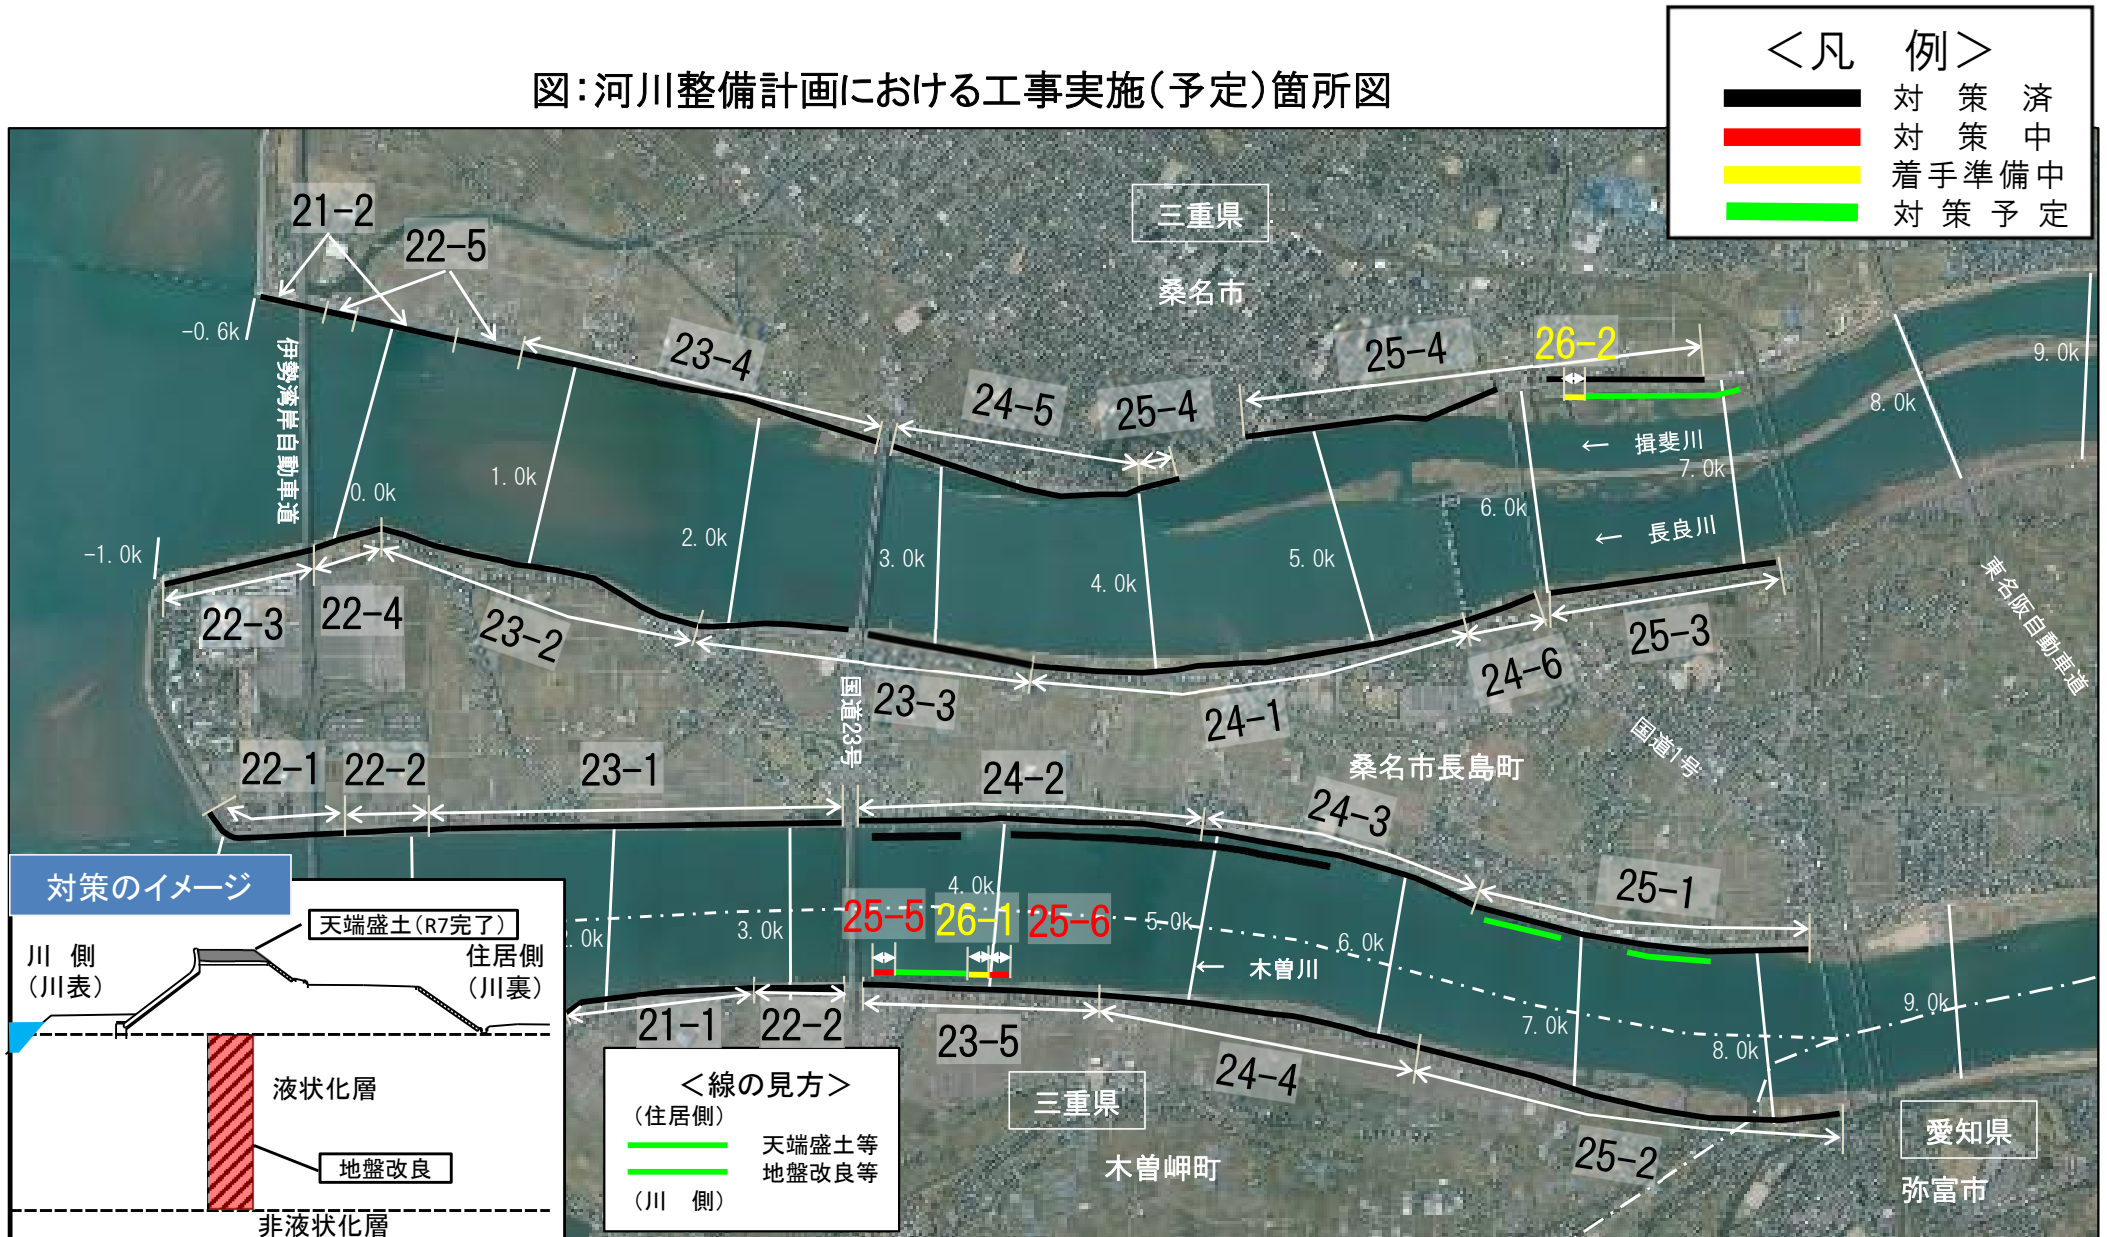 図：河川整備計画における工事実施（予定）箇所図
＜凡　例＞
対　策　済
対　策　中
着手準備中
対 策 予 定
21-2
22-5
三重県
桑名市
-0.6k
伊勢湾岸自動車道
23-4
24-5
25-4
25-4
26-2
9.0k
8.0k
← 揖斐川
7.0k
← 長良川
0.0k
1.0k
2.0k
3.0k
4.0k
5.0k
6.0k
-1.0k
22-3
22-4
23-2
23-3
24-1
24-6
25-3
東名阪自動車道
国道23号
国道1号
桑名市長島町
22-1
22-2
23-1
24-2
24-3
25-1
2.0k
3.0k
4.0k
5.0k
6.0k
7.0k
8.0k
9.0k
25-5
26-1
25-6
← 木曽川
21-1
22-2
23-5
24-4
25-2
三重県
木曽岬町
愛知県
弥富市
対策のイメージ
天端盛土（R7完了）
川 側
（川表）
住居側
（川裏）
液状化層
地盤改良
非液状化層
＜線の見方＞
（住居側）
天端盛土等
地盤改良等
（川　側）